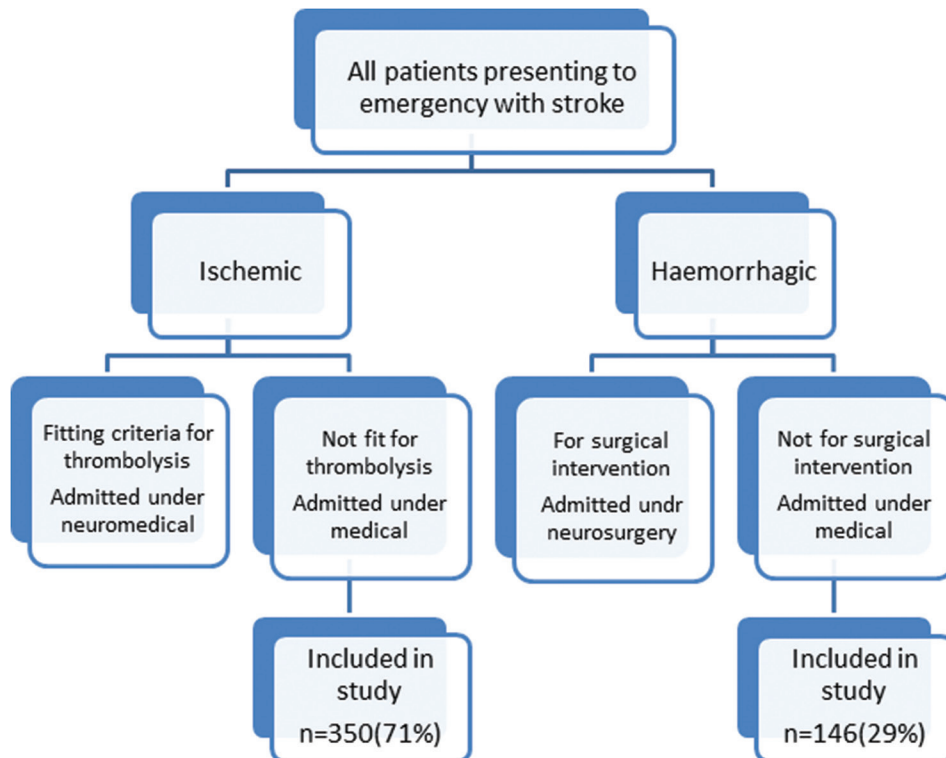 All patients presenting to
emergency with stroke
Ischemic
Haemorrhagic
Fitting criteria for
thrombolysis
Admitted under
neuromedical
Not fit for
thrombolysis
Admitted under
medical
For surgical
intervention
Admitted undr
neurosurgery
Not for surgical
intervention
Admitted under
medical
Included in
study
n=350(71%)
Included in
study
n=146(29%)